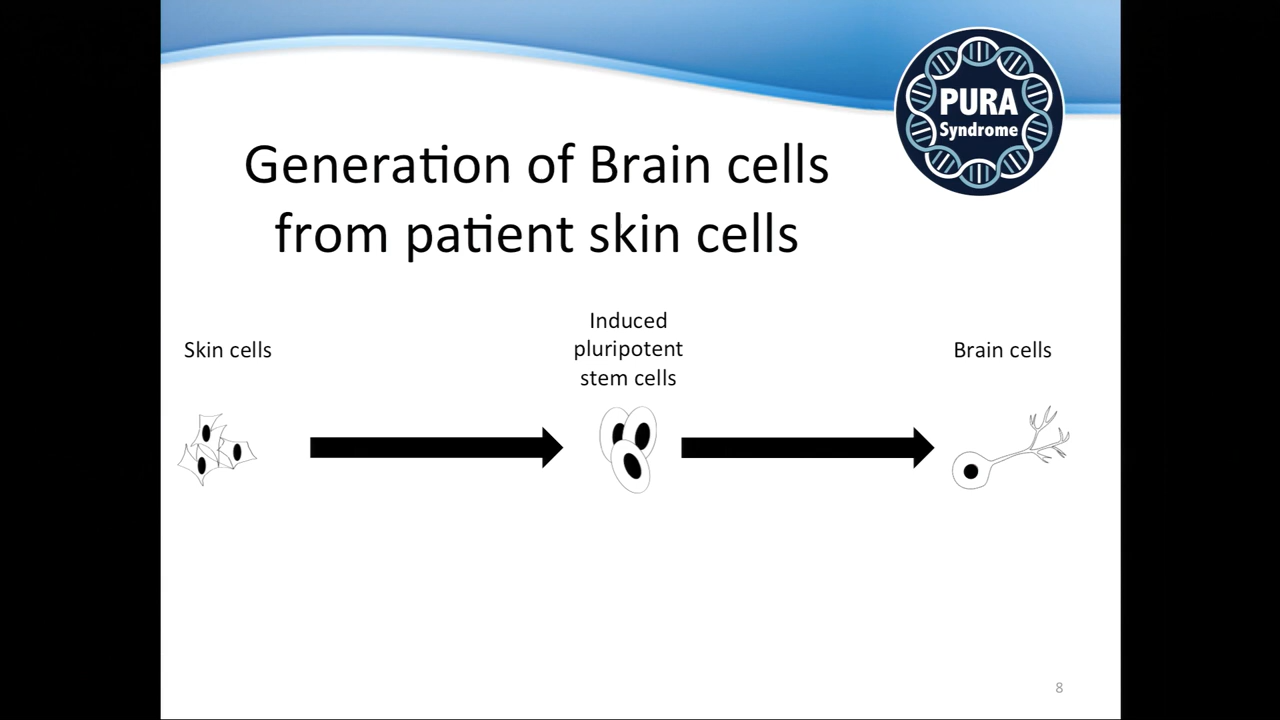 PURA
Syndrome
Generation of Brain cells
from patient skin cells
Skin cells
Induced
pluripotent
stem cells
Brain cells
8